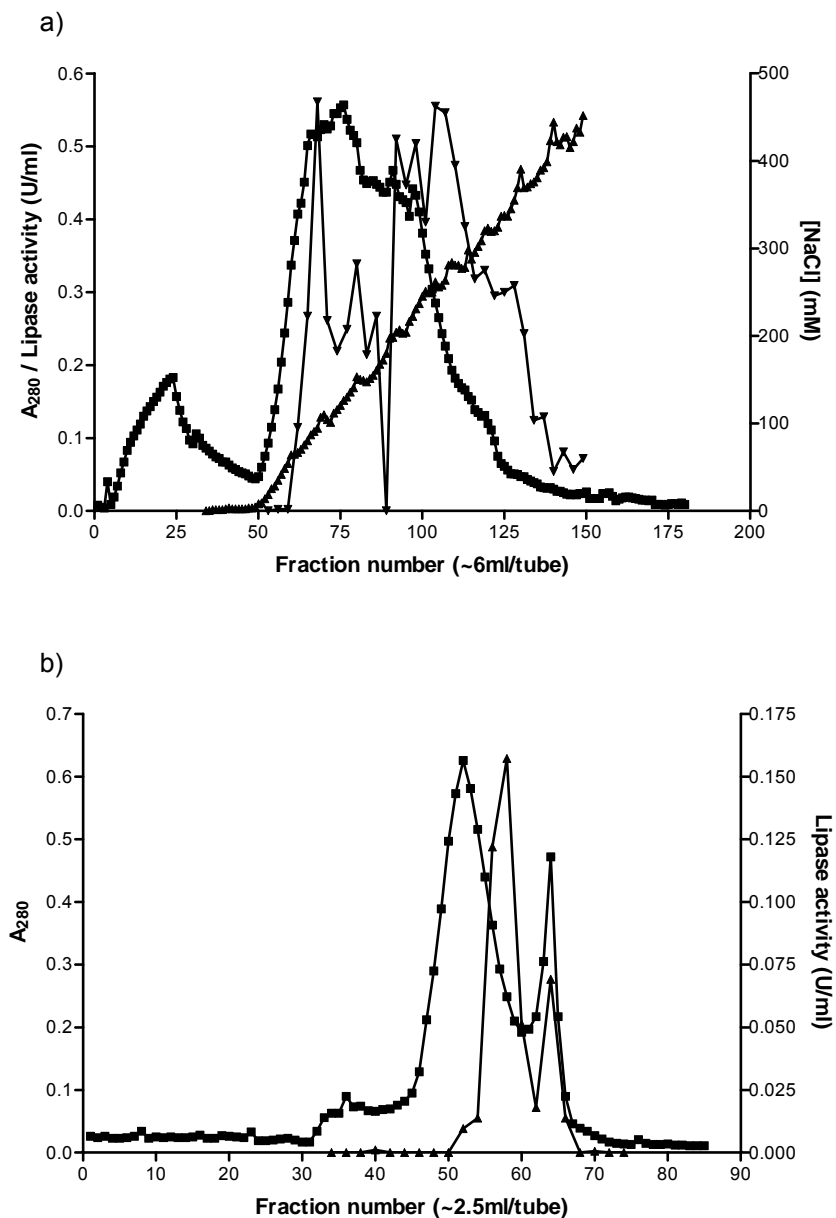 a)
0.6
0.5
0.4
0.3
0.2
0.1
0.0
A280 / Lipase activity (U/ml)
500
400
300
200
100
0
[NaCl] (mM)
0 25 50 75 100 125 150 175 200
Fraction number (~6ml/tube)
b)
0.7
0.6
0.5
0.4
0.3
0.2
0.1
0.0
A280
0.175
0.150
0.125
0.100
0.075
0.050
0.025
0.000
Lipase activity (U/ml)
0 10 20 30 40 50 60 70 80 90
Fraction number (~2.5ml/tube)